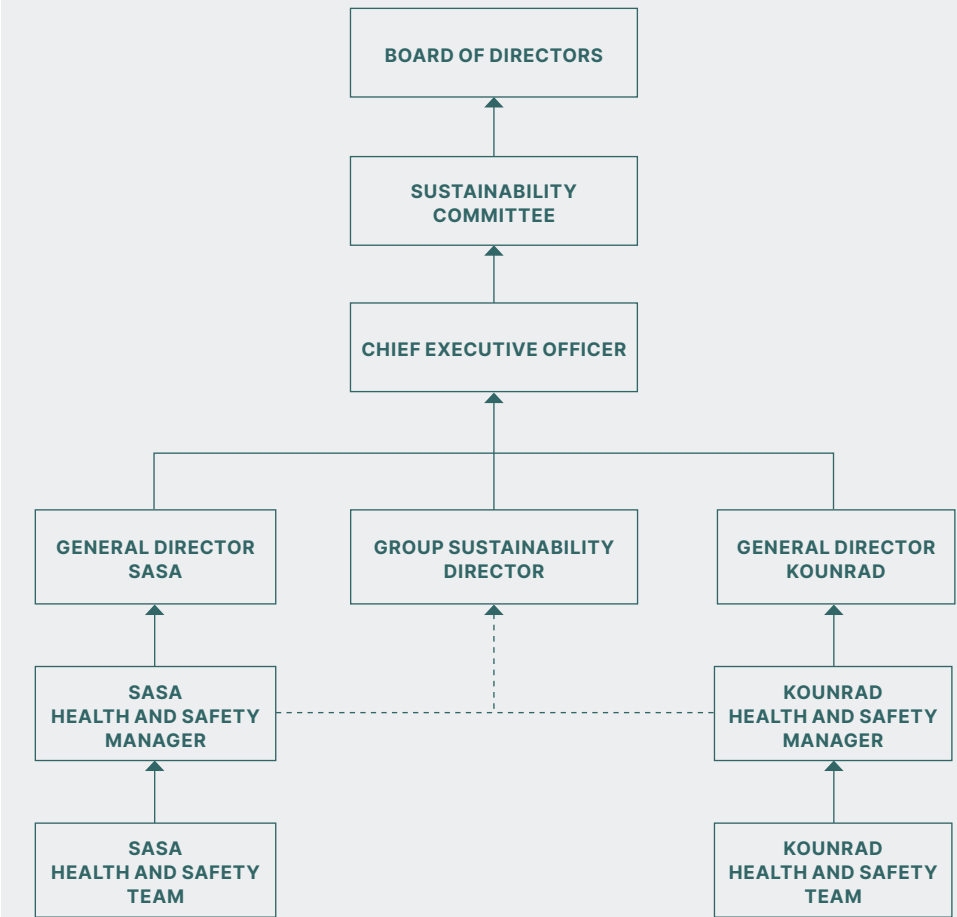 BOARD OF DIRECTORS
SUSTAINABILITY
COMMITTEE
CHIEF EXECUTIVE OFFICER
GENERAL DIRECTOR
SASA
GROUP SUSTAINABILITY
DIRECTOR
GENERAL DIRECTOR
KOUNRAD
SASA
HEALTH AND SAFETY
MANAGER
KOUNRAD
HEALTH AND SAFETY
MANAGER
SASA
HEALTH AND SAFETY
TEAM
KOUNRAD
HEALTH AND SAFETY
TEAM